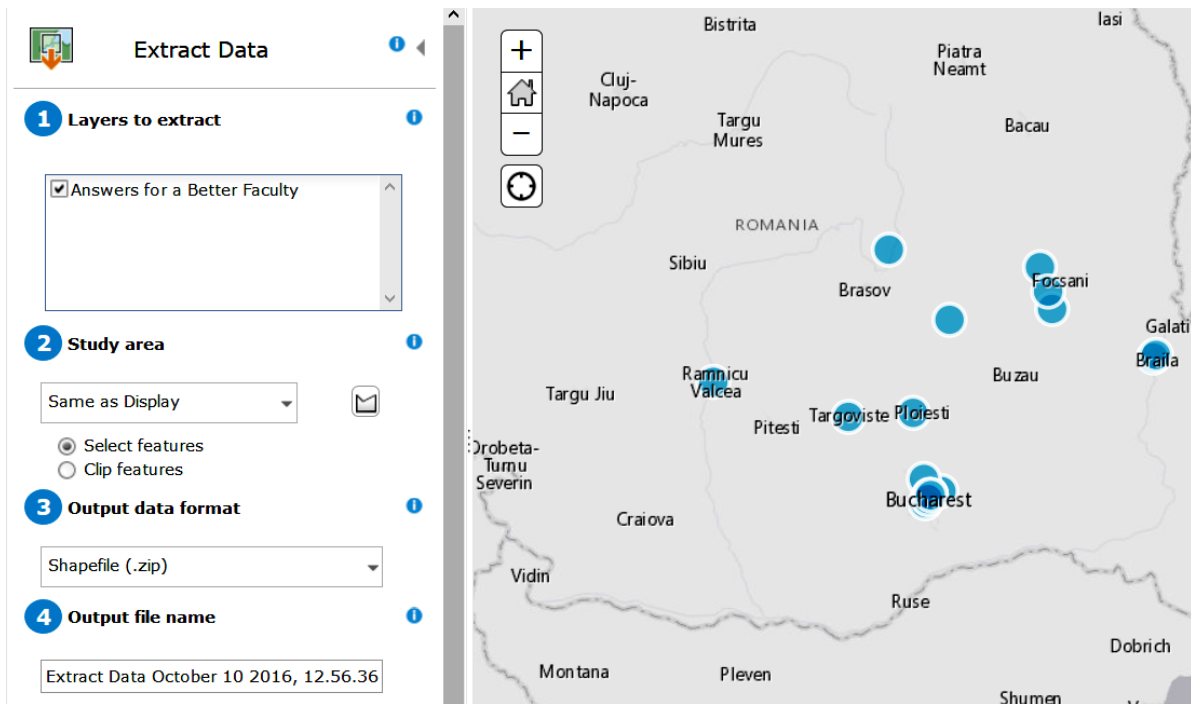 Extract Data
1 Layers to extract
Answers for a Better Faculty
2 Study area
Same as Display
Select features
Clip features
3 Output data format
Shapefile (.zip)
4 Output file name
Extract Data October 10 2016, 12.56.36
Bistrita
Iasi
Piatra
Neamt
Cluj-
Napoca
Targu
Mures
Bacau
ROMANIA
Sibiu
Brasov
Focsani
Galati
Braila
Ramnicu
Valcea
Buzau
Targu Jiu
Targoviste
Ploiesti
Pitesti
Drobeta-
Turnu
Severin
Bucharest
Craiova
Vidin
Ruse
Dobrich
Montana
Pleven
Shumen